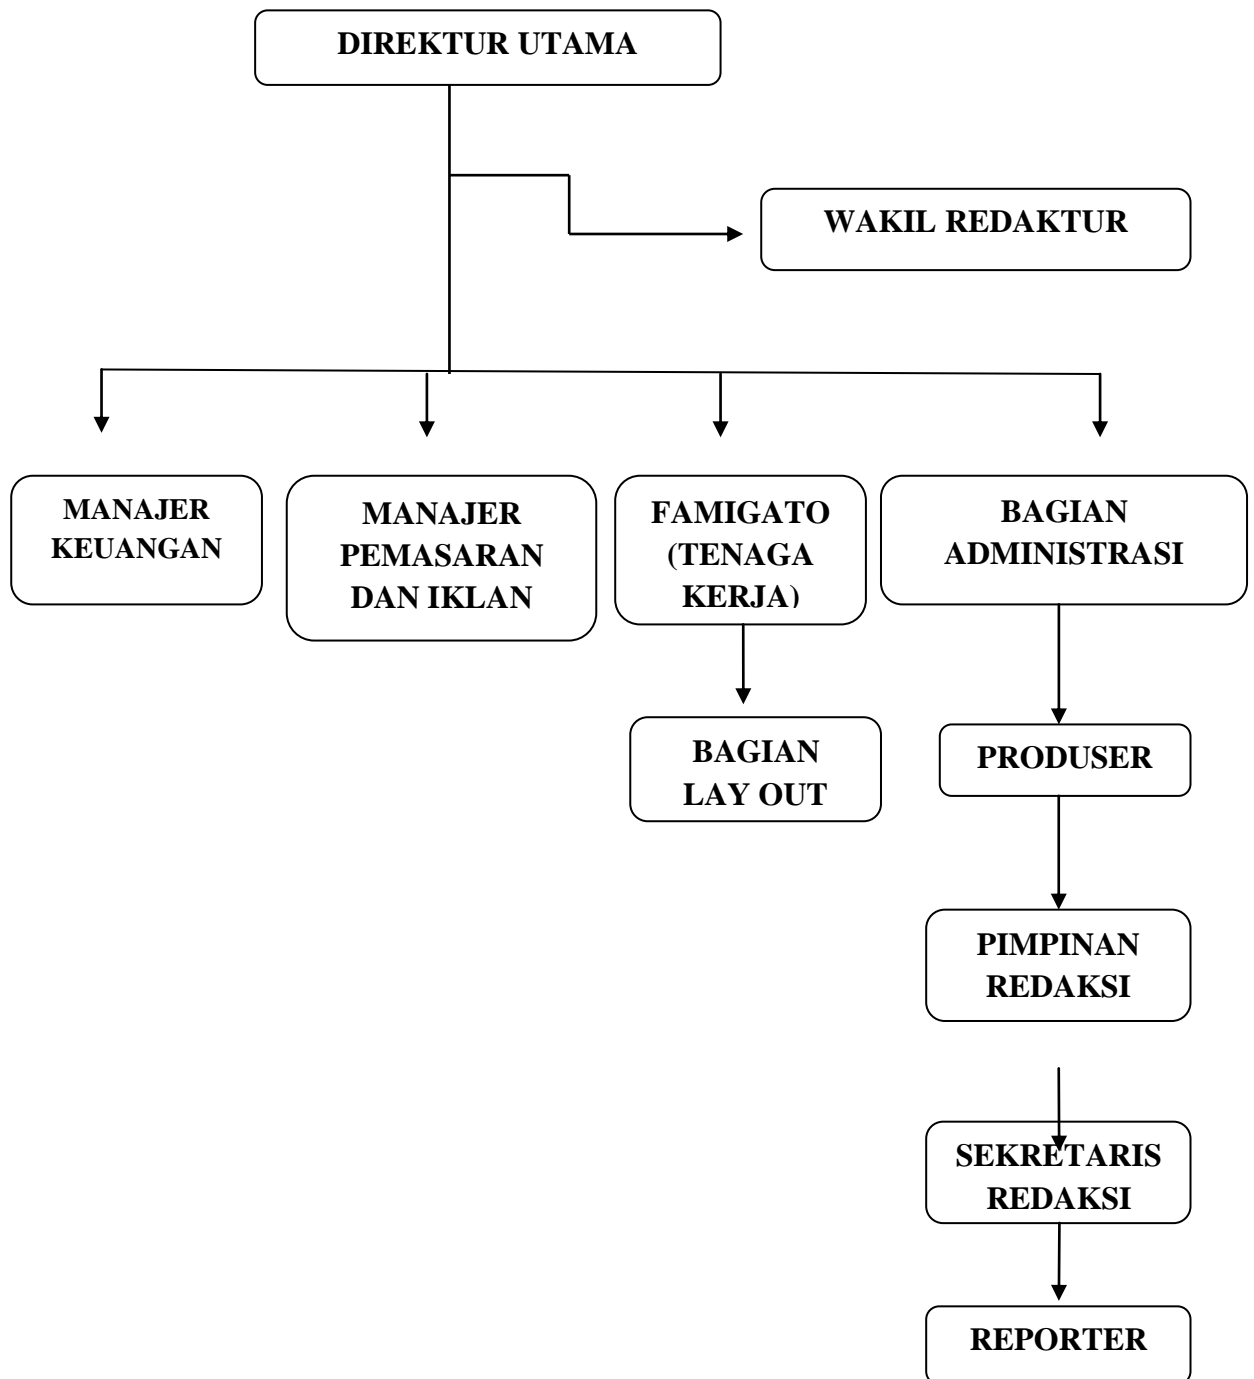 DIREKTUR UTAMA
WAKIL REDAKTUR
MANAJER
KEUANGAN
MANAJER
PEMASARAN
DAN IKLAN
FAMIGATO
(TENAGA
KERJA)
BAGIAN
ADMINISTRASI
BAGIAN
LAY OUT
PRODUSER
PIMPINAN
REDAKSI
SEKRETARIS
REDAKSI
REPORTER